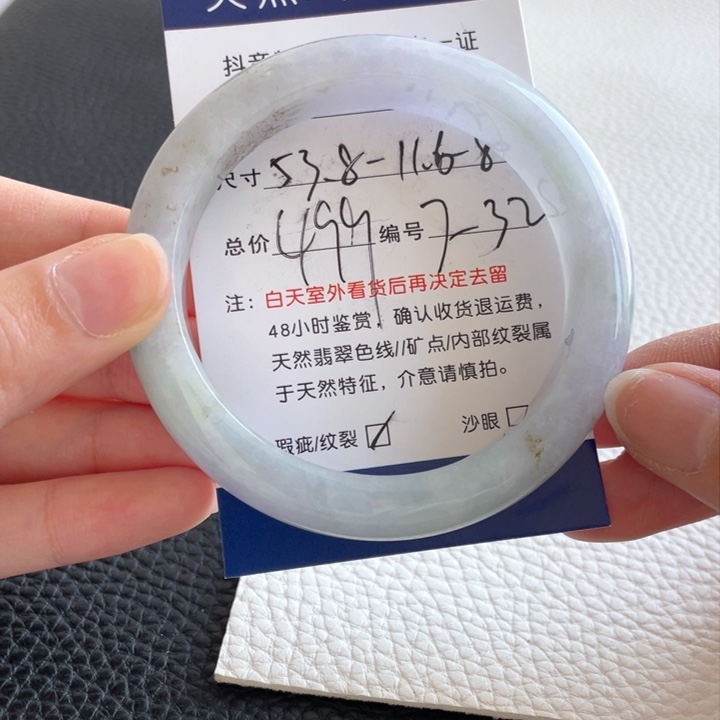 天然
抖音
一证
尺寸 53.8-11.6-8
总价 499 编号 7-32
注：白天室外看货后再决定去留
48小时鉴赏，确认收货退运费，
天然翡翠色线//矿点/内部纹裂属
于天然特征，介意请慎拍。
瑕疵/纹裂 ☑ 沙眼 □